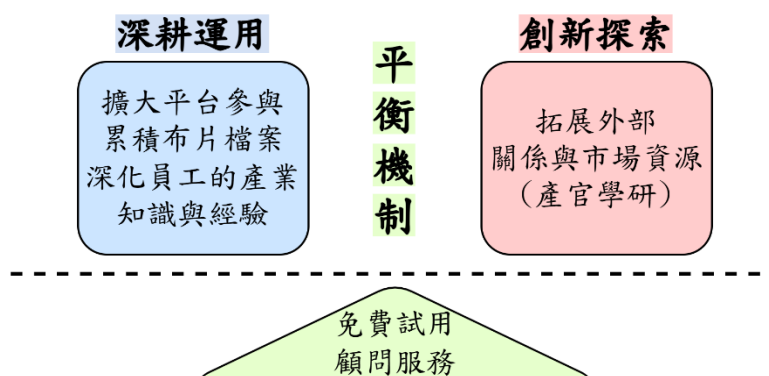 深耕運用
擴大平台參與
累積布片檔案
深化員工的產業
知識與經驗
平
衡
機
制
創新探索
拓展外部
關係與市場資源
（產官學研）
免費試用
顧問服務